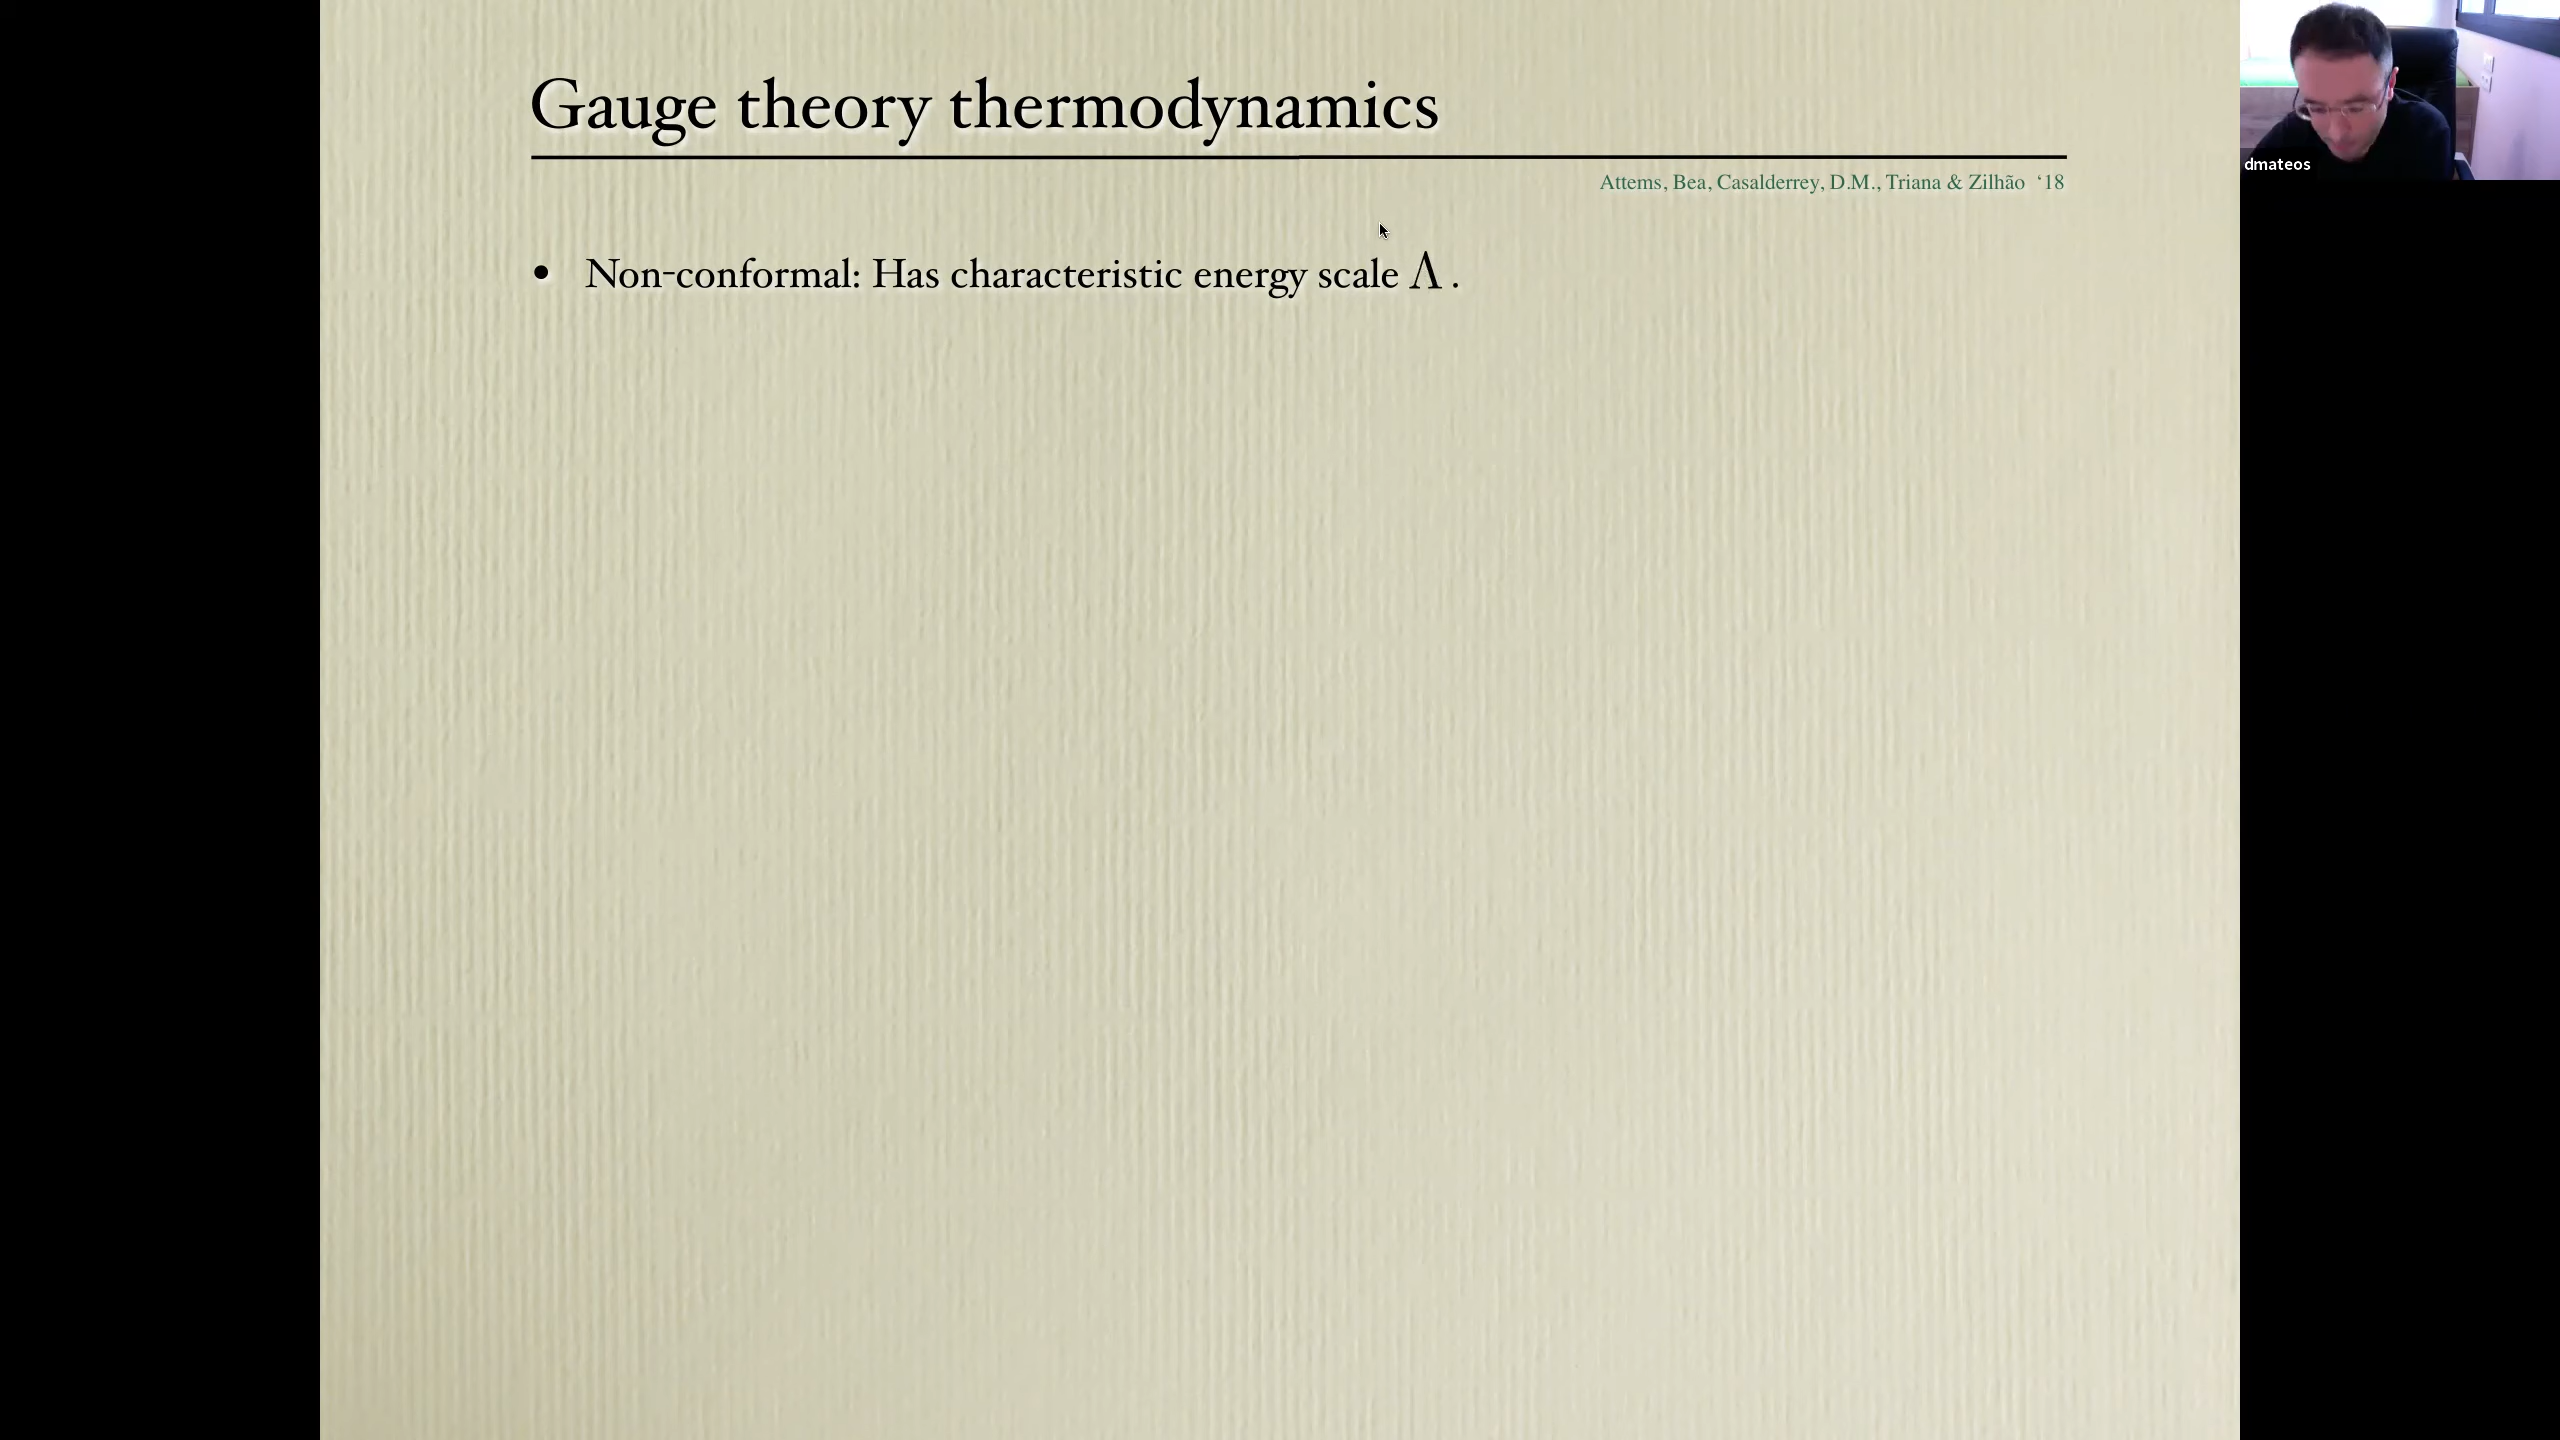 Gauge theory thermodynamics
Attems, Bea, Casalderrey, D.M., Triana & Zilhão ‘18
• Non-conformal: Has characteristic energy scale Λ .
dmateos